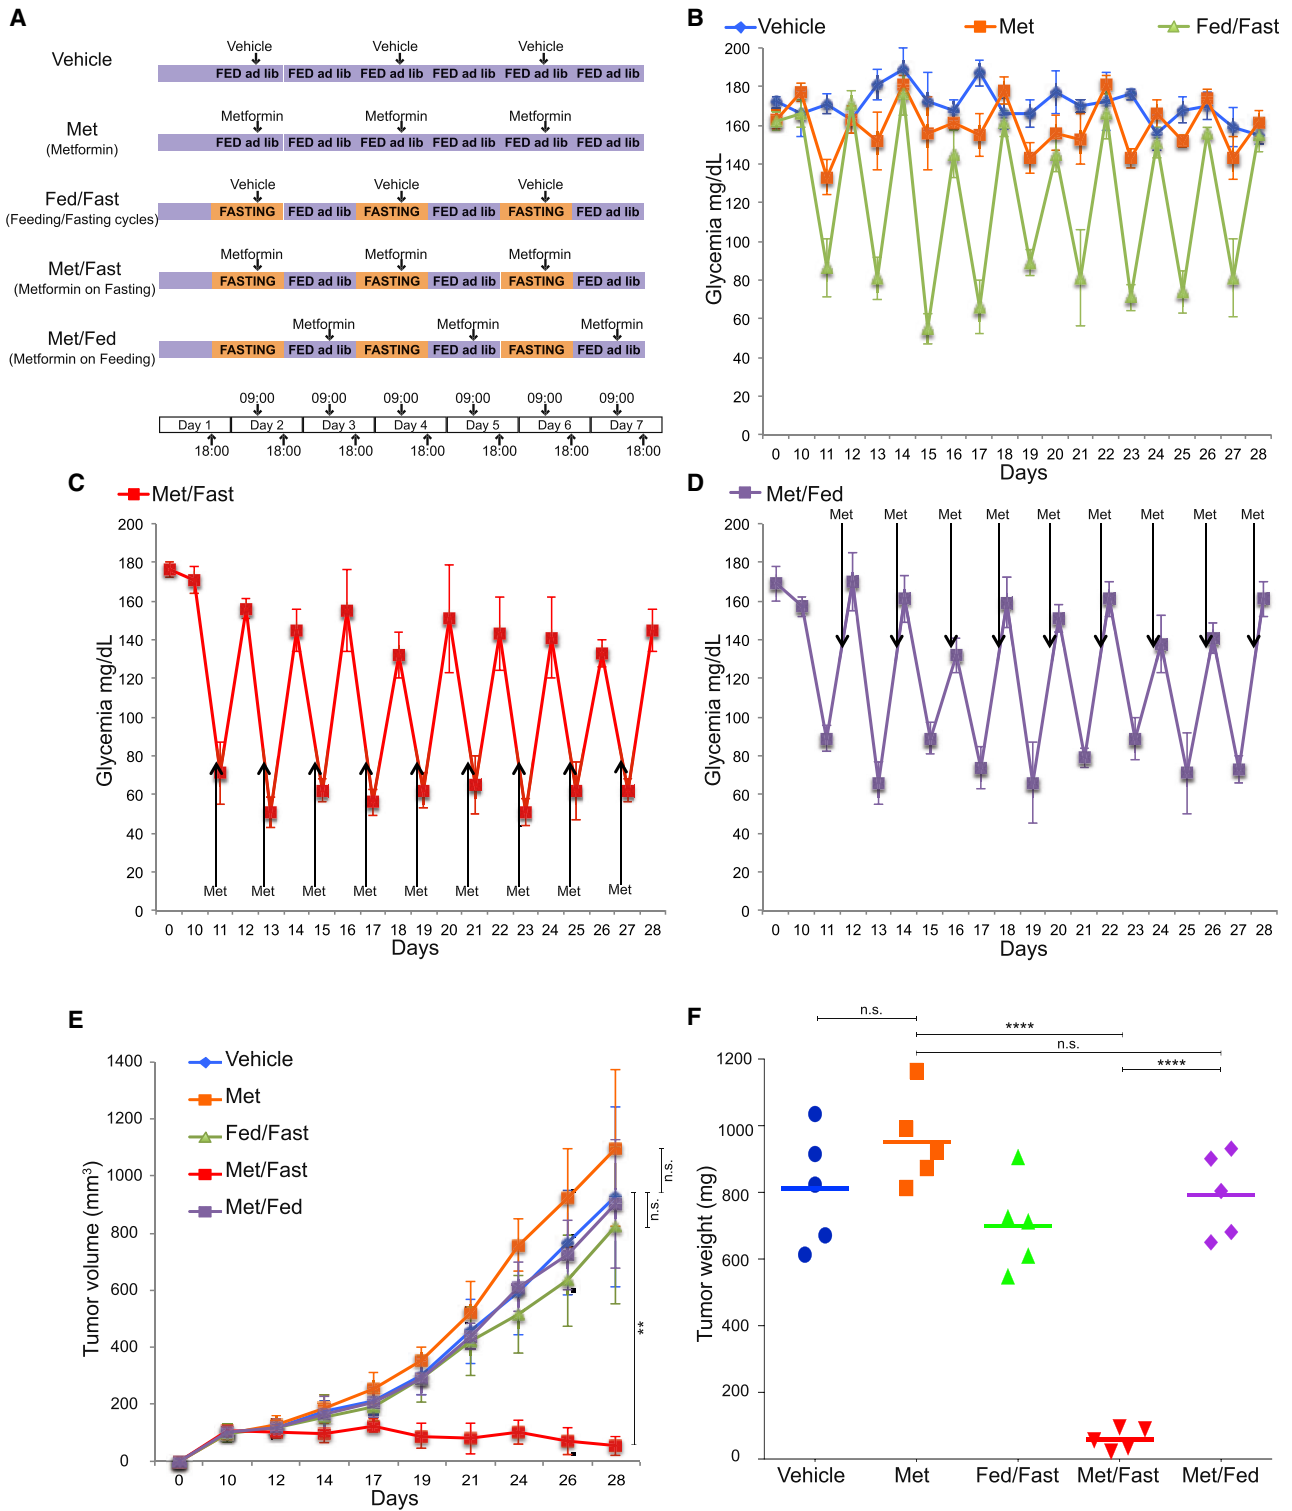 A
Vehicle
Vehicle Vehicle Vehicle
FED ad lib FED ad lib FED ad lib FED ad lib FED ad lib FED ad lib
Met
(Metformin)
Metformin Metformin Metformin
FED ad lib FED ad lib FED ad lib FED ad lib FED ad lib FED ad lib
Fed/Fast
(Feeding/Fasting cycles)
Vehicle Vehicle Vehicle
FASTING FED ad lib FASTING FED ad lib FASTING FED ad lib
Met/Fast
(Metformin on Fasting)
Metformin Metformin Metformin
FASTING FED ad lib FASTING FED ad lib FASTING FED ad lib
Met/Fed
(Metformin on Feeding)
Metformin Metformin Metformin
FASTING FED ad lib FASTING FED ad lib FASTING FED ad lib
09:00 09:00 09:00 09:00 09:00 09:00
Day 1 Day 2 Day 3 Day 4 Day 5 Day 6 Day 7
18:00 18:00 18:00 18:00 18:00 18:00 18:00
B
Vehicle Met Fed/Fast
Glycemia mg/dL
200
180
160
140
120
100
80
60
40
20
0
0 10 11 12 13 14 15 16 17 18 19 20 21 22 23 24 25 26 27 28
Days
C
Met/Fast
Glycemia mg/dL
200
180
160
140
120
100
80
60
40
20
0
Met Met Met Met Met Met Met Met Met
0 10 11 12 13 14 15 16 17 18 19 20 21 22 23 24 25 26 27 28
Days
D
Met/Fed
Met Met Met Met Met Met Met Met Met
Glycemia mg/dL
200
180
160
140
120
100
80
60
40
20
0
0 10 11 12 13 14 15 16 17 18 19 20 21 22 23 24 25 26 27 28
Days
E
Vehicle
Met
Fed/Fast
Met/Fast
Met/Fed
Tumor volume (mm³)
1400
1200
1000
800
600
400
200
0
n.s.
n.s.
**
0 10 12 14 17 19 21 24 26 28
Days
F
n.s.
****
n.s.
****
Tumor weight (mg)
1200
1000
800
600
400
200
0
Vehicle Met Fed/Fast Met/Fast Met/Fed